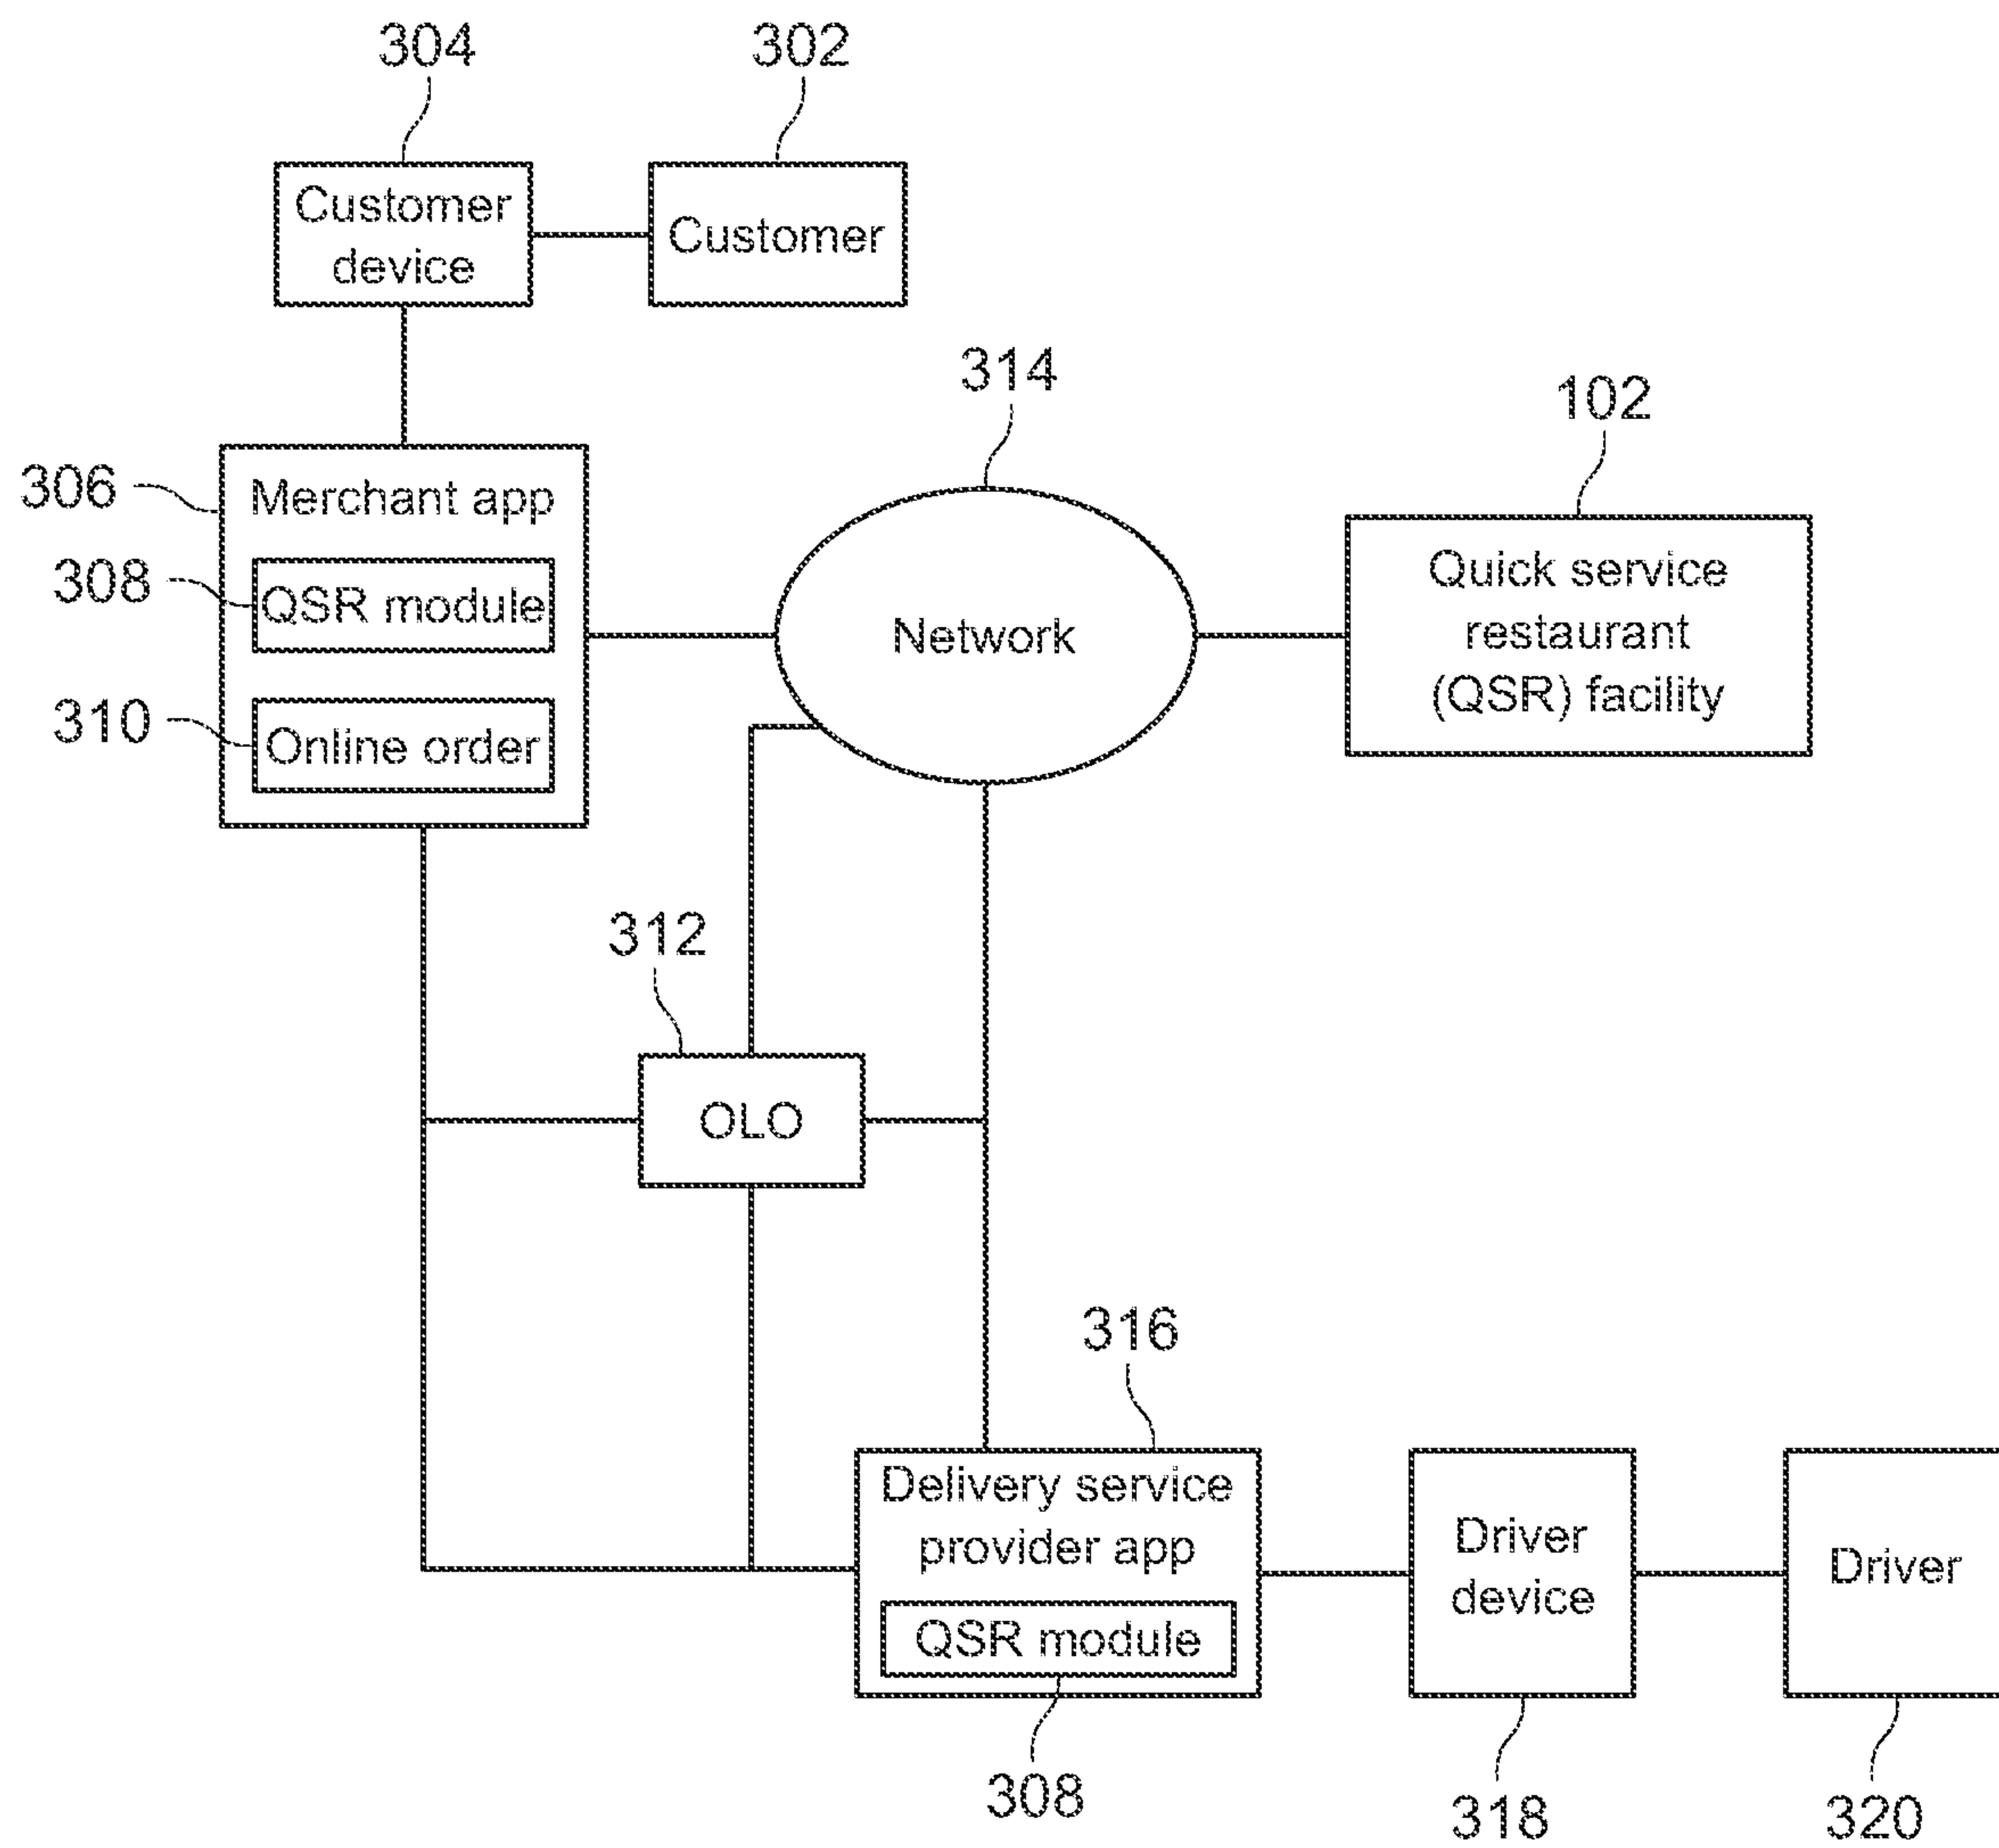 304
302
Customer
device
Customer
314
102
306
Merchant app
308
QSR module
310
Online order
Network
Quick service
restaurant
(QSR) facility
312
OLO
316
Delivery service
provider app
QSR module
308
Driver
device
318
Driver
320